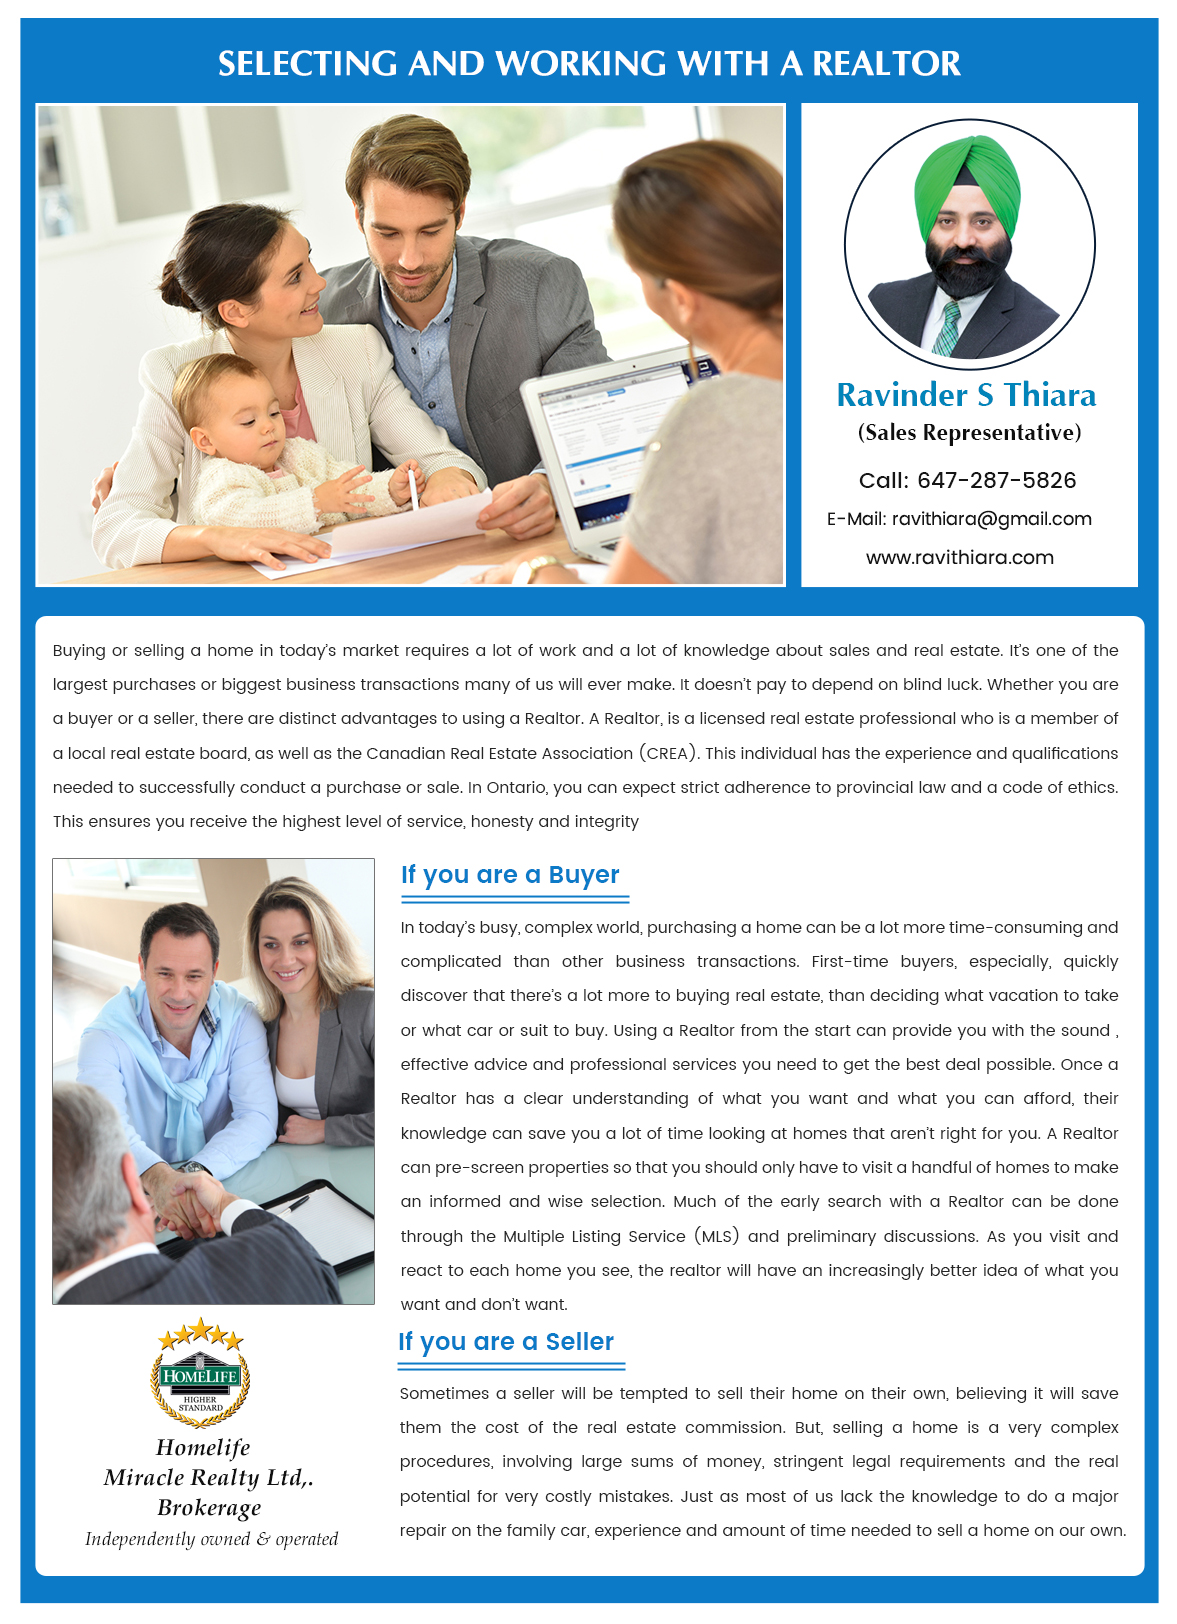 SELECTING AND WORKING WITH A REALTOR
Ravinder S Thiara
(Sales Representative)
Call: 647-287-5826
E-Mail: ravithiara@gmail.com
www.ravithiara.com
Buying or selling a home in today's market requires a lot of work and a lot of knowledge about sales and real estate. It's one of the
largest purchases or biggest business transactions many of us will ever make. It doesn't pay to depend on blind luck. Whether you are
a buyer or a seller, there are distinct advantages to using a Realtor. A Realtor, is a licensed real estate professional who is a member of
a local real estate board, as well as the Canadian Real Estate Association (CREA). This individual has the experience and qualifications
needed to successfully conduct a purchase or sale. In Ontario, you can expect strict adherence to provincial law and a code of ethics.
This ensures you receive the highest level of service, honesty and integrity
If you are a Buyer
In today's busy, complex world, purchasing a home can be a lot more time-consuming and
complicated than other business transactions. First-time buyers, especially, quickly
discover that there's a lot more to buying real estate, than deciding what vacation to take
or what car or suit to buy. Using a Realtor from the start can provide you with the sound ,
effective advice and professional services you need to get the best deal possible. Once a
Realtor has a clear understanding of what you want and what you can afford, their
knowledge can save you a lot of time looking at homes that aren't right for you. A Realtor
can pre-screen properties so that you should only have to visit a handful of homes to make
an informed and wise selection. Much of the early search with a Realtor can be done
through the Multiple Listing Service (MLS) and preliminary discussions. As you visit and
react to each home you see, the realtor will have an increasingly better idea of what you
want and don't want.
If you are a Seller
Sometimes a seller will be tempted to sell their home on their own, believing it will save
them the cost of the real estate commission. But, selling a home is a very complex
procedures, involving large sums of money, stringent legal requirements and the real
potential for very costly mistakes. Just as most of us lack the knowledge to do a major
repair on the family car, experience and amount of time needed to sell a home on our own.
HOMELIFE
HIGHER
STANDARD
Homelife
Miracle Realty Ltd,.
Brokerage
Independently owned & operated